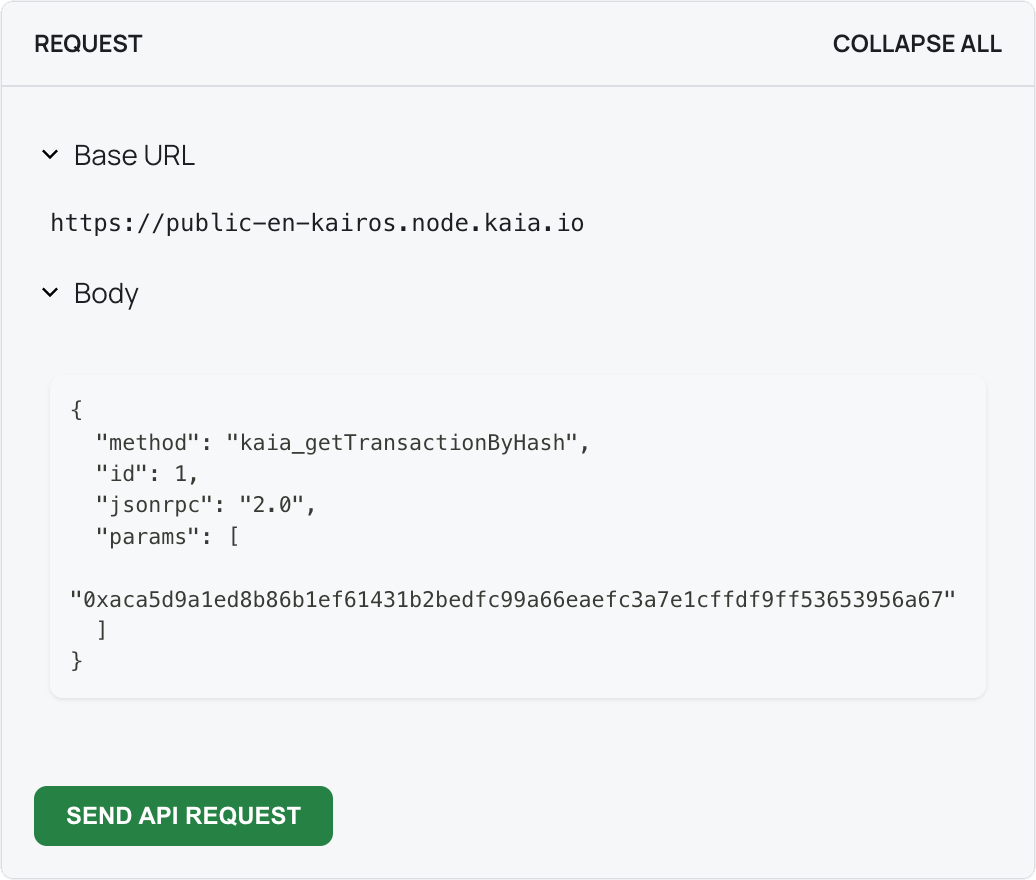 REQUEST
COLLAPSE ALL
Base URL
https://public-en-kairos.node.kaia.io
Body
{
  "method": "kaia_getTransactionByHash",
  "id": 1,
  "jsonrpc": "2.0",
  "params": [
"0xaca5d9a1ed8b86b1ef61431b2bedfc99a66eaefc3a7e1cffdf9ff53653956a67"
  ]
}
SEND API REQUEST